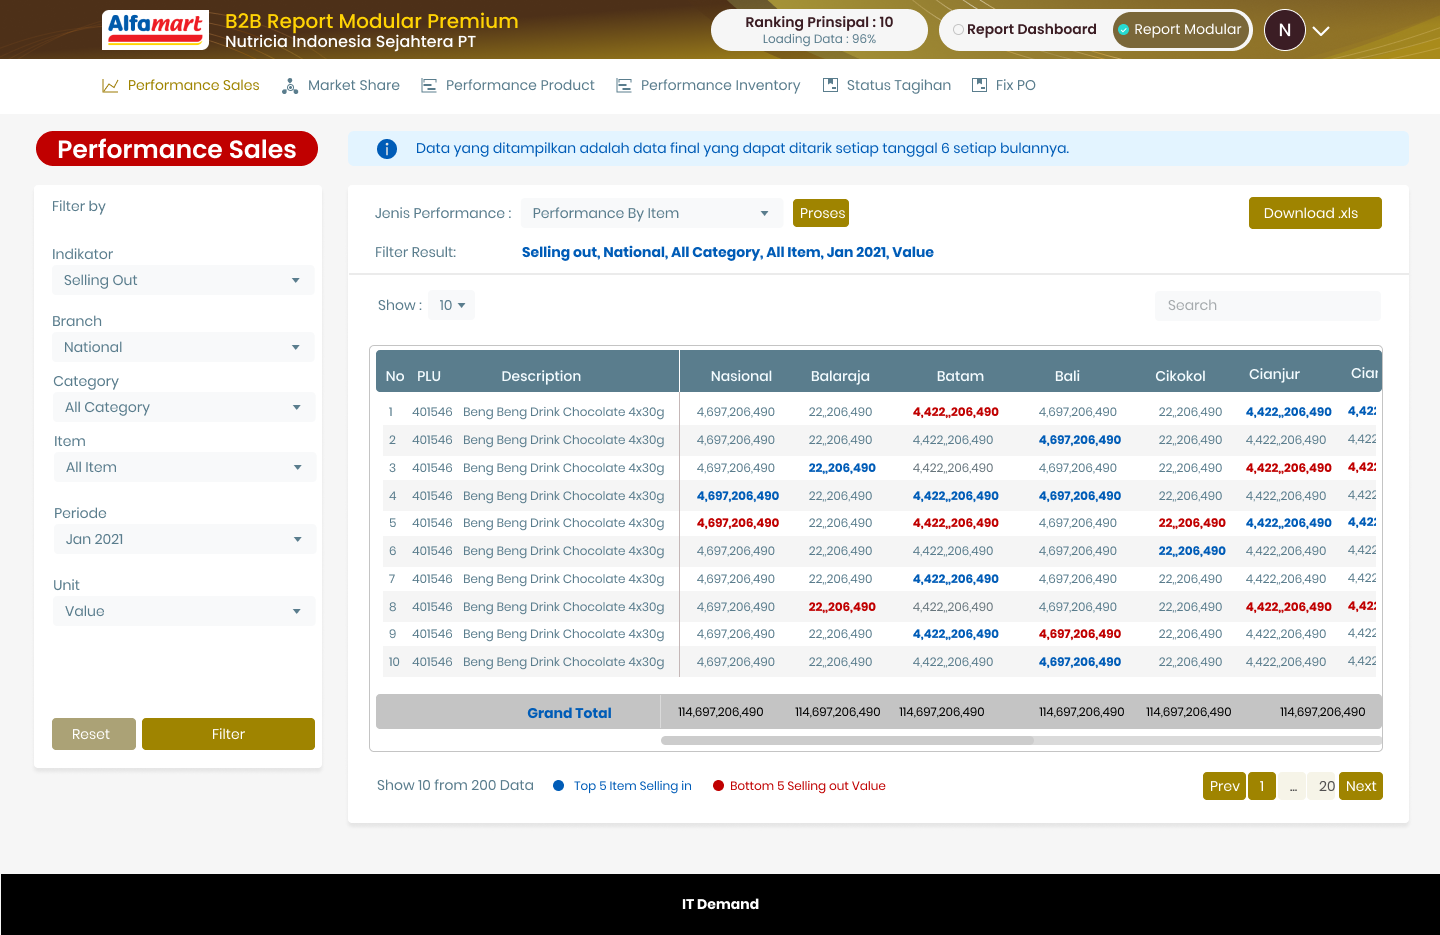 Alfamart
B2B Report Modular Premium
Nutricia Indonesia Sejahtera PT
Ranking Prinsipal : 10
Loading Data : 96%
Report Dashboard
Report Modular
N
Performance Sales
Market Share
Performance Product
Performance Inventory
Status Tagihan
Fix PO
Performance Sales
Data yang ditampilkan adalah data final yang dapat ditarik setiap tanggal 6 setiap bulannya.
Filter by
Indikator
Selling Out
Branch
National
Category
All Category
Item
All Item
Periode
Jan 2021
Unit
Value
Reset
Filter
Jenis Performance :
Performance By Item
Proses
Download .xls
Filter Result:
Selling out, National, All Category, All Item, Jan 2021, Value
Show :
10
Search
No PLU Description Nasional Balaraja Batam Bali Cikokol Cianjur Cian
1 401546 Beng Beng Drink Chocolate 4x30g 4,697,206,490 22,,206,490 4,422,,206,490 4,697,206,490 22,,206,490 4,422,,206,490 4,422
2 401546 Beng Beng Drink Chocolate 4x30g 4,697,206,490 22,,206,490 4,422,,206,490 4,697,206,490 22,,206,490 4,422,,206,490 4,422
3 401546 Beng Beng Drink Chocolate 4x30g 4,697,206,490 22,,206,490 4,422,,206,490 4,697,206,490 22,,206,490 4,422,,206,490 4,422
4 401546 Beng Beng Drink Chocolate 4x30g 4,697,206,490 22,,206,490 4,422,,206,490 4,697,206,490 22,,206,490 4,422,,206,490 4,422
5 401546 Beng Beng Drink Chocolate 4x30g 4,697,206,490 22,,206,490 4,422,,206,490 4,697,206,490 22,,206,490 4,422,,206,490 4,422
6 401546 Beng Beng Drink Chocolate 4x30g 4,697,206,490 22,,206,490 4,422,,206,490 4,697,206,490 22,,206,490 4,422,,206,490 4,422
7 401546 Beng Beng Drink Chocolate 4x30g 4,697,206,490 22,,206,490 4,422,,206,490 4,697,206,490 22,,206,490 4,422,,206,490 4,422
8 401546 Beng Beng Drink Chocolate 4x30g 4,697,206,490 22,,206,490 4,422,,206,490 4,697,206,490 22,,206,490 4,422,,206,490 4,422
9 401546 Beng Beng Drink Chocolate 4x30g 4,697,206,490 22,,206,490 4,422,,206,490 4,697,206,490 22,,206,490 4,422,,206,490 4,422
10 401546 Beng Beng Drink Chocolate 4x30g 4,697,206,490 22,,206,490 4,422,,206,490 4,697,206,490 22,,206,490 4,422,,206,490 4,422
Grand Total 114,697,206,490 114,697,206,490 114,697,206,490 114,697,206,490 114,697,206,490 114,697,206,490
Show 10 from 200 Data
Top 5 Item Selling in
Bottom 5 Selling out Value
Prev 1 ... 20 Next
IT Demand